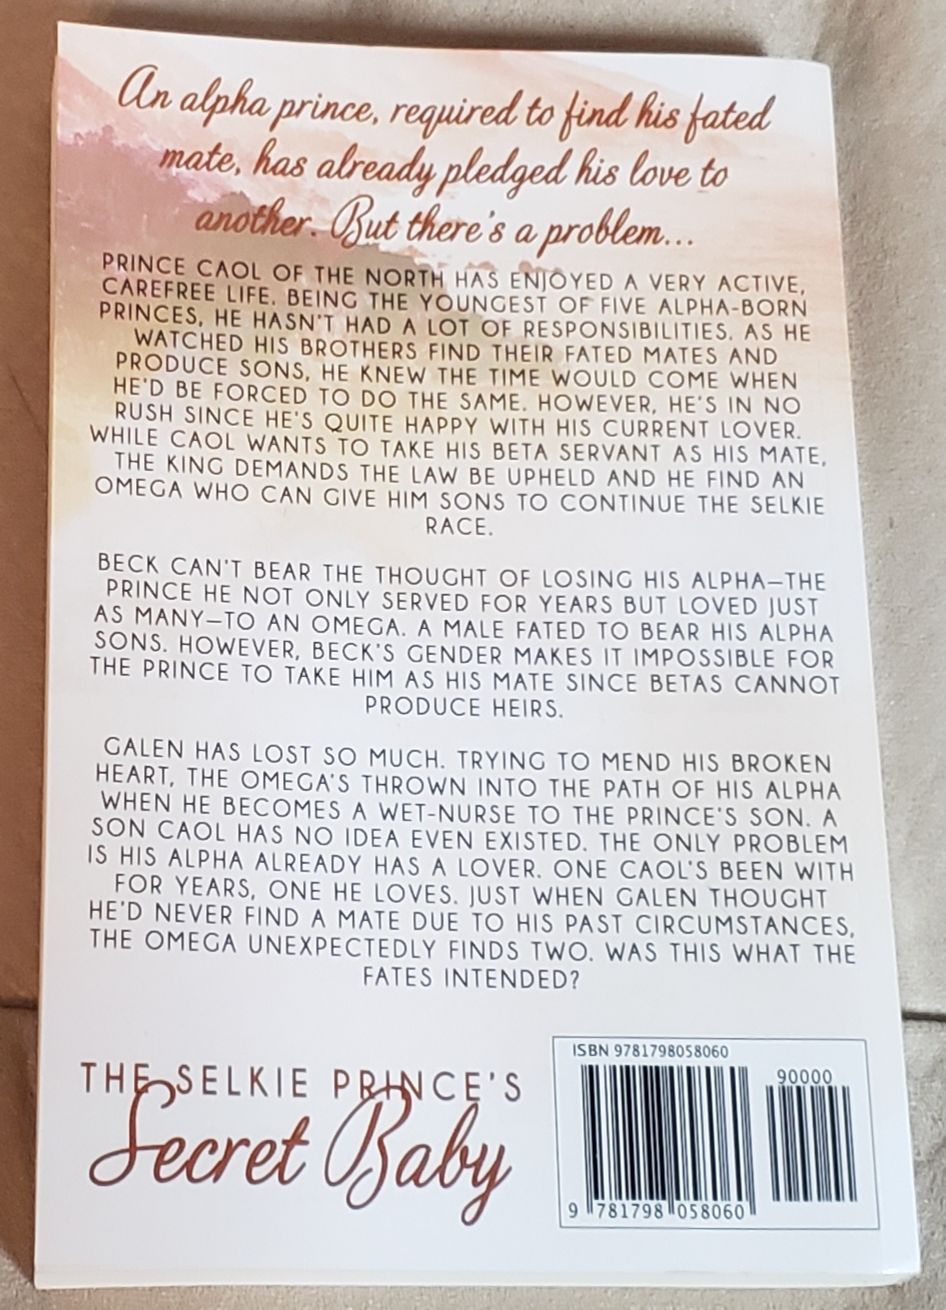 An alpha prince, required to find his fated
mate, has already pledged his love to
another. But there's a problem...
PRINCE CAOL OF THE NORTH HAS ENJOYED A VERY ACTIVE,
CAREFREE LIFE. BEING THE YOUNGEST OF FIVE ALPHA-BORN
PRINCES, HE HASN'T HAD A LOT OF RESPONSIBILITIES. AS HE
WATCHED HIS BROTHERS FIND THEIR FATED MATES AND
PRODUCE SONS, HE KNEW THE TIME WOULD COME WHEN
HE'D BE FORCED TO DO THE SAME. HOWEVER, HE'S IN NO
RUSH SINCE HE'S QUITE HAPPY WITH HIS CURRENT LOVER.
WHILE CAOL WANTS TO TAKE HIS BETA SERVANT AS HIS MATE,
THE KING DEMANDS THE LAW BE UPHELD AND HE FIND AN
OMEGA WHO CAN GIVE HIM SONS TO CONTINUE THE SELKIE
RACE.
BECK CAN'T BEAR THE THOUGHT OF LOSING HIS ALPHA—THE
PRINCE HE NOT ONLY SERVED FOR YEARS BUT LOVED JUST
AS MANY—TO AN OMEGA. A MALE FATED TO BEAR HIS ALPHA
SONS. HOWEVER, BECK'S GENDER MAKES IT IMPOSSIBLE FOR
THE PRINCE TO TAKE HIM AS HIS MATE SINCE BETAS CANNOT
PRODUCE HEIRS.
GALEN HAS LOST SO MUCH. TRYING TO MEND HIS BROKEN
HEART, THE OMEGA'S THROWN INTO THE PATH OF HIS ALPHA
WHEN HE BECOMES A WET-NURSE TO THE PRINCE'S SON. A
SON CAOL HAS NO IDEA EVEN EXISTED. THE ONLY PROBLEM
IS HIS ALPHA ALREADY HAS A LOVER. ONE CAOL'S BEEN WITH
FOR YEARS, ONE HE LOVES. JUST WHEN GALEN THOUGHT
HE'D NEVER FIND A MATE DUE TO HIS PAST CIRCUMSTANCES,
THE OMEGA UNEXPECTEDLY FINDS TWO. WAS THIS WHAT THE
FATES INTENDED?
THE SELKIE PRINCE'S
Secret Baby
ISBN 9781798058060
90000
9 781798 058060